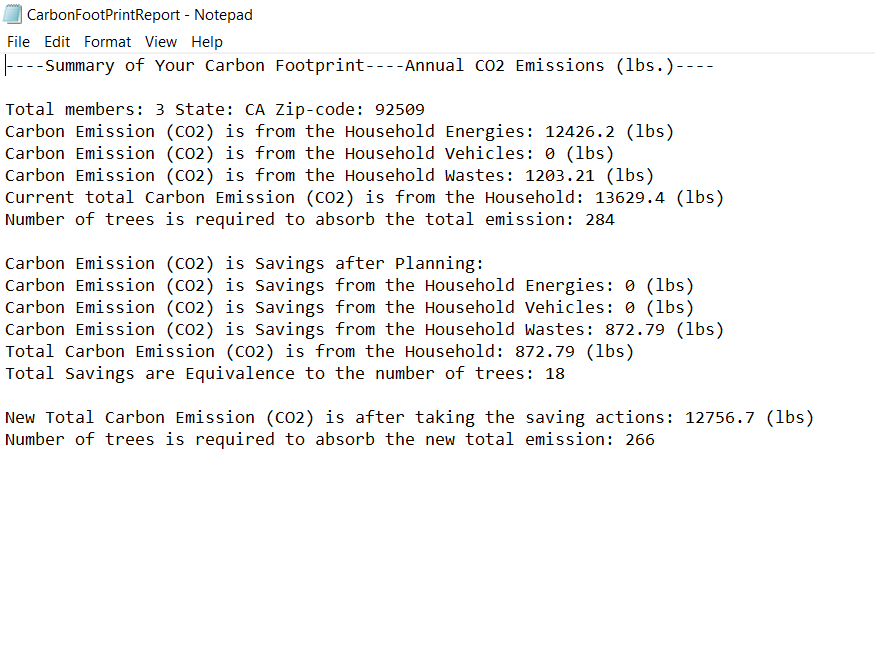 CarbonFootPrintReport - Notepad
File Edit Format View Help
----Summary of Your Carbon Footprint----Annual CO2 Emissions (lbs.)----
Total members: 3 State: CA Zip-code: 92509
Carbon Emission (CO2) is from the Household Energies: 12426.2 (lbs)
Carbon Emission (CO2) is from the Household Vehicles: 0 (lbs)
Carbon Emission (CO2) is from the Household Wastes: 1203.21 (lbs)
Current total Carbon Emission (CO2) is from the Household: 13629.4 (lbs)
Number of trees is required to absorb the total emission: 284
Carbon Emission (CO2) is Savings after Planning:
Carbon Emission (CO2) is Savings from the Household Energies: 0 (lbs)
Carbon Emission (CO2) is Savings from the Household Vehicles: 0 (lbs)
Carbon Emission (CO2) is Savings from the Household Wastes: 872.79 (lbs)
Total Carbon Emission (CO2) is from the Household: 872.79 (lbs)
Total Savings are Equivalence to the number of trees: 18
New Total Carbon Emission (CO2) is after taking the saving actions: 12756.7 (lbs)
Number of trees is required to absorb the new total emission: 266